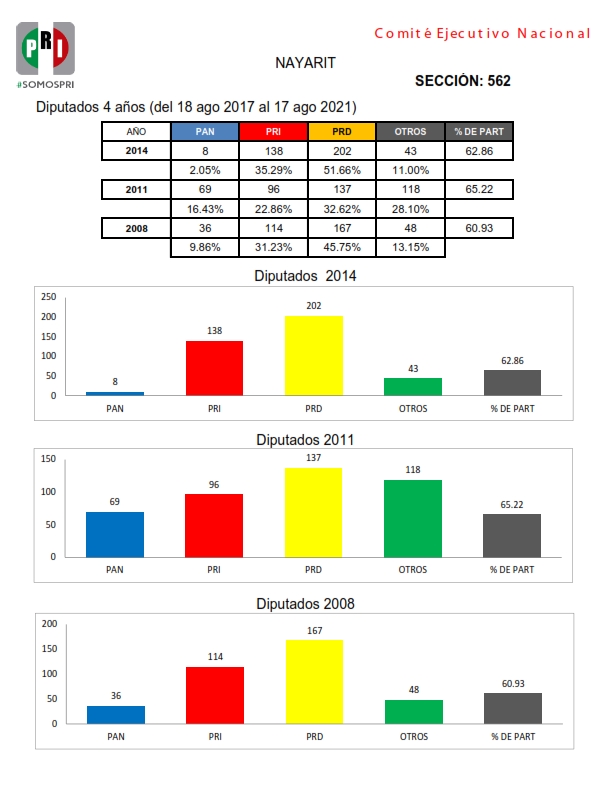 Comité Ejecutivo Nacional
PRI
#SOMOSPRI
NAYARIT
SECCIÓN: 562
Diputados 4 años (del 18 ago 2017 al 17 ago 2021)
AÑO PAN PRI PRD OTROS % DE PART
2014 8 138 202 43 62.86
2.05% 35.29% 51.66% 11.00%
2011 69 96 137 118 65.22
16.43% 22.86% 32.62% 28.10%
2008 36 114 167 48 60.93
9.86% 31.23% 45.75% 13.15%
Diputados 2014
250
200
150
100
50
0
8 138 202 43 62.86
PAN PRI PRD OTROS % DE PART
Diputados 2011
150
100
50
0
69 96 137 118 65.22
PAN PRI PRD OTROS % DE PART
Diputados 2008
200
150
100
50
0
36 114 167 48 60.93
PAN PRI PRD OTROS % DE PART